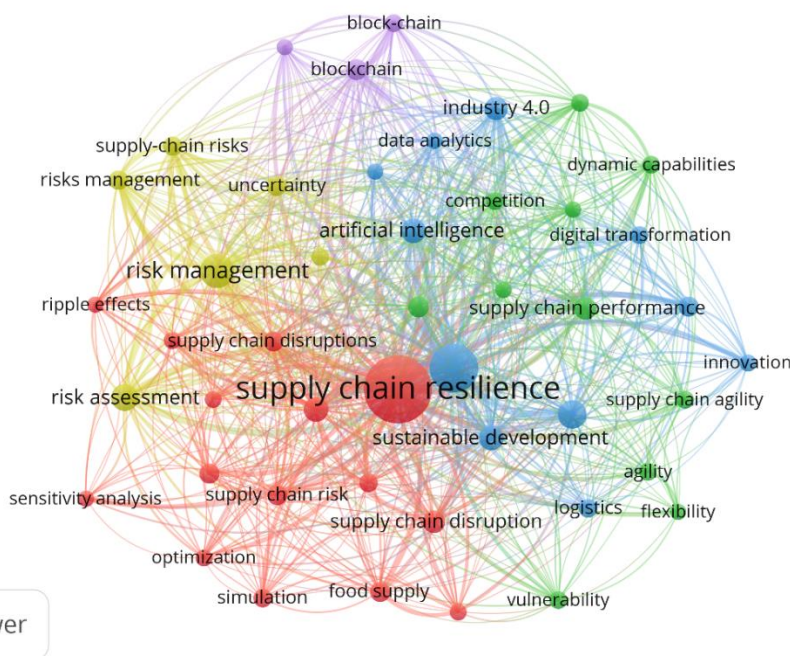 block-chain
blockchain
industry 4.0
data analytics
supply-chain risks
dynamic capabilities
risks management
uncertainty
competition
artificial intelligence
digital transformation
risk management
ripple effects
supply chain performance
supply chain disruptions
innovation
supply chain resilience
risk assessment
supply chain agility
sustainable development
agility
supply chain risk
sensitivity analysis
logistics
flexibility
supply chain disruption
optimization
food supply
simulation
vulnerability